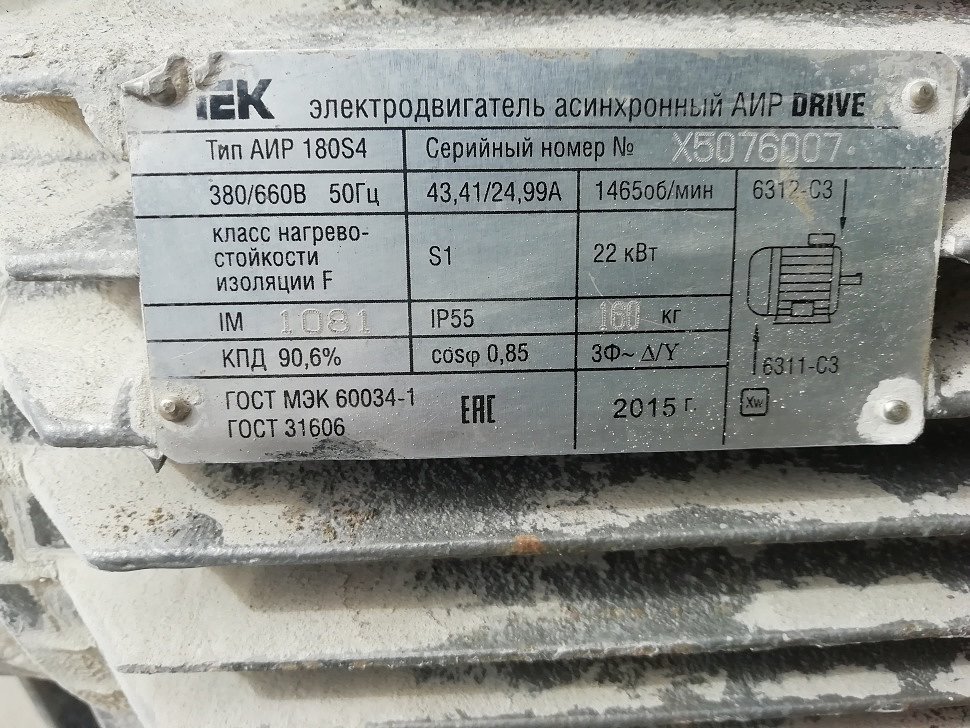 IEK электродвигатель асинхронный АИР DRIVE
Тип АИР 180S4 Серийный номер № X5076007
380/660В 50Гц 43,41/24,99А 1465об/мин 6312-С3
класс нагрево-
стойкости
изоляции F
S1 22 кВт
IM 1081 IP55 160 кг
КПД 90,6% cosφ 0,85 3Ф~ Δ/Y
6311-С3
ГОСТ МЭК 60034-1
ГОСТ 31606
EAC 2015 г.
XW